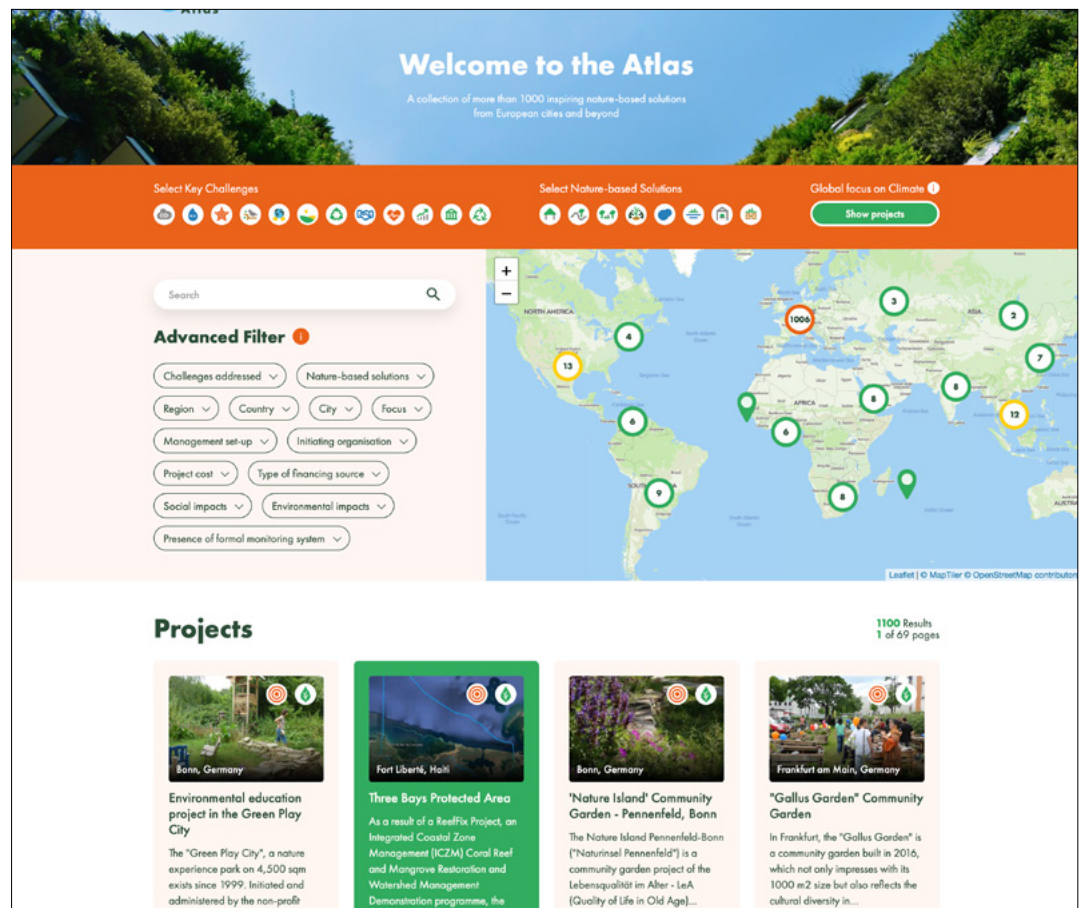 Atlas
Welcome to the Atlas
A collection of more than 1000 inspiring nature-based solutions
from European cities and beyond
Select Key Challenges
Select Nature-based Solutions
Global focus on Climate i
Show projects
Search
Advanced Filter i
Challenges addressed
Nature-based solutions
Region
Country
City
Focus
Management set-up
Initiating organisation
Project cost
Type of financing source
Social impacts
Environmental impacts
Presence of formal monitoring system
+
−
NORTH AMERICA
ASIA
AFRICA
4
13
1006
3
2
7
8
8
12
6
6
9
8
Leaflet | © MapTiler © OpenStreetMap contributors
Projects
1100 Results
1 of 69 pages
Bonn, Germany
Environmental education
project in the Green Play
City
The "Green Play City", a nature
experience park on 4,500 sqm
exists since 1999. Initiated and
administered by the non-profit
Fort Liberté, Haiti
Three Bays Protected Area
As a result of a ReefFix Project, an
Integrated Coastal Zone
Management (ICZM) Coral Reef
and Mangrove Restoration and
Watershed Management
Demonstration programme, the
Bonn, Germany
'Nature Island' Community
Garden - Pennenfeld, Bonn
The Nature Island Pennenfeld-Bonn
("Naturinsel Pennenfeld") is a
community garden project of the
Lebensqualität im Alter - LeA
(Quality of Life in Old Age)...
Frankfurt am Main, Germany
"Gallus Garden" Community
Garden
In Frankfurt, the "Gallus Garden" is
a community garden built in 2016,
which not only impresses with its
1000 m2 size but also reflects the
cultural diversity in...